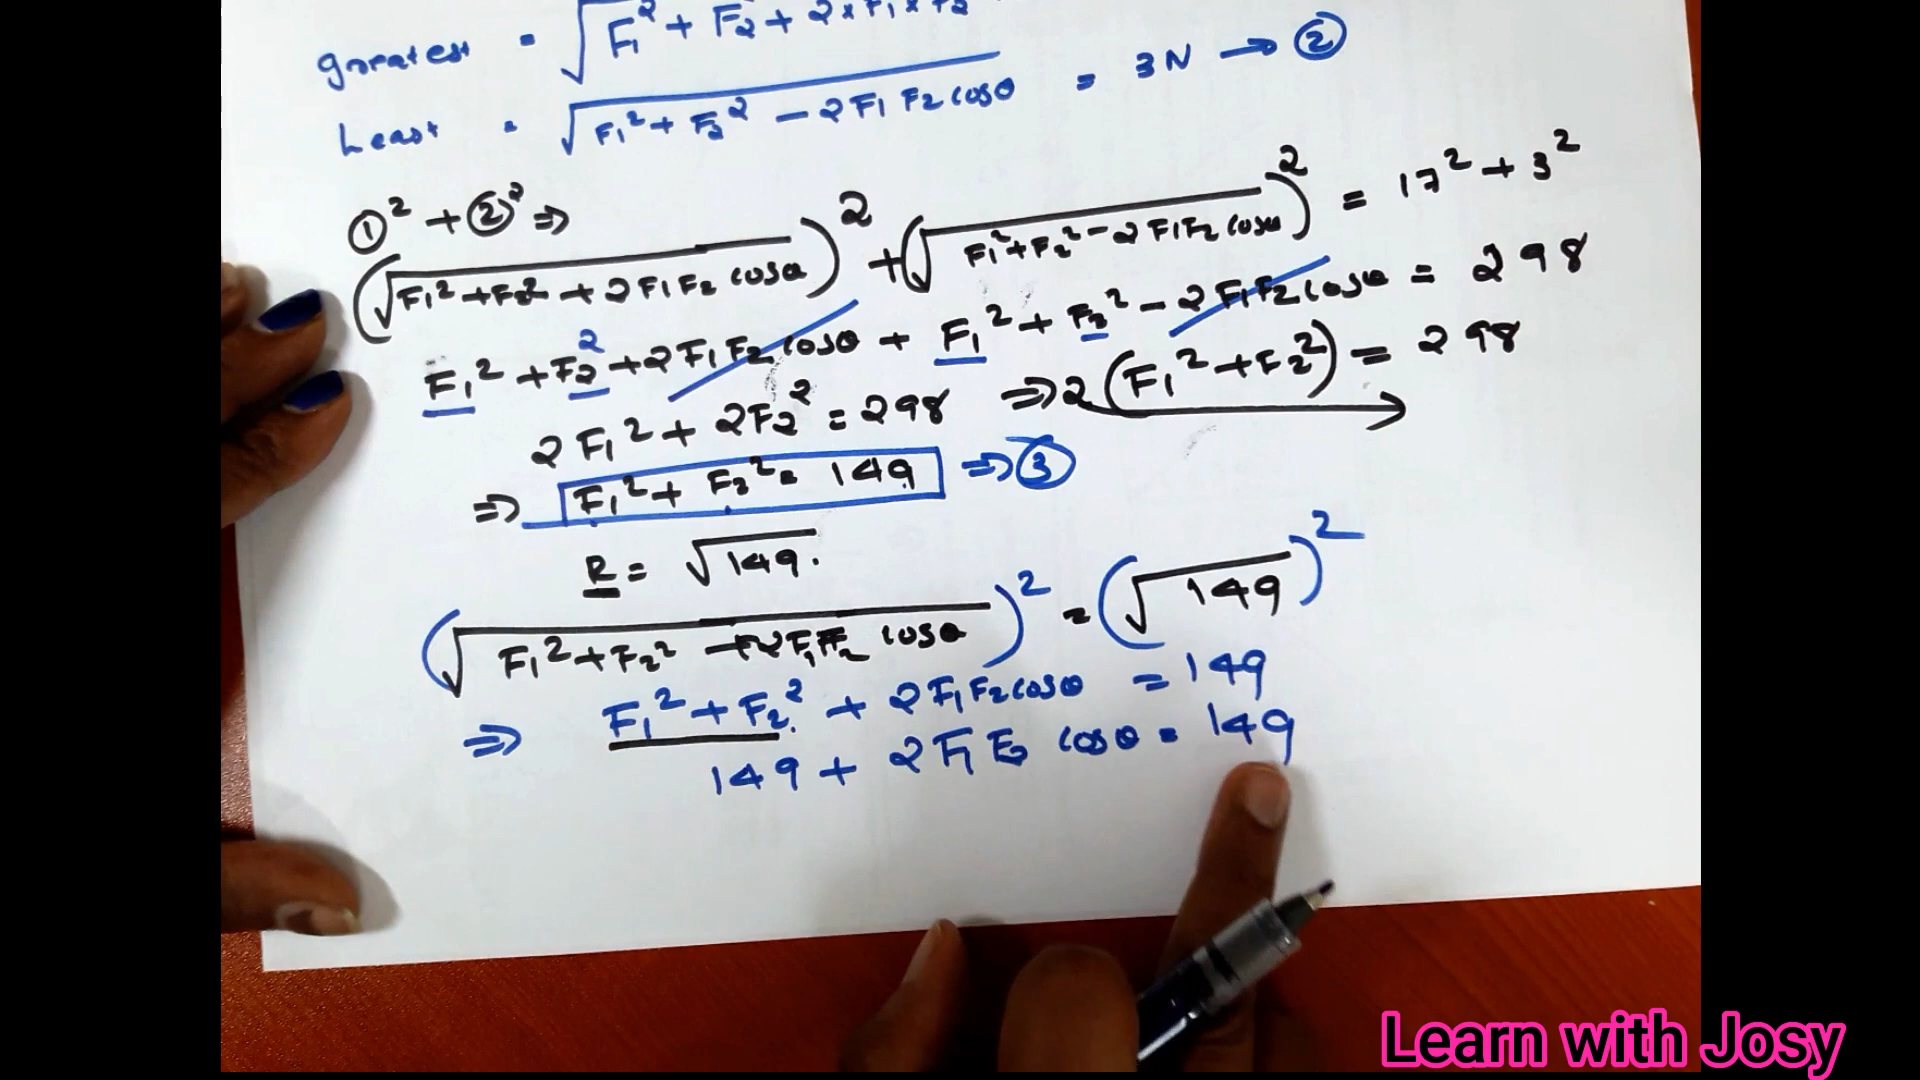 greatest = √F₁² + F₂ + 2×F₁×F₂
Least = √F₁² + F₂² − 2F₁ F₂ cosθ = 3N → ②
①² + ②² ⇒
(√F₁² + F₂² + 2F₁F₂ cosθ)² + (√F₁² + F₂² − 2F₁F₂ cosθ)² = 17² + 3²
F₁² + F₂² + 2F₁F₂ cosθ + F₁² + F₂² − 2F₁F₂ cosθ = 298
2F₁² + 2F₂² = 298 ⇒ 2(F₁² + F₂²) = 298
⇒ F₁² + F₂² = 149 ⇒ ③
R = √149.
(√F₁² + F₂² + 2F₁F₂ cosθ)² = (√149)²
⇒ F₁² + F₂² + 2F₁F₂ cosθ = 149
149 + 2F₁F₂ cosθ = 149
Learn with Josy